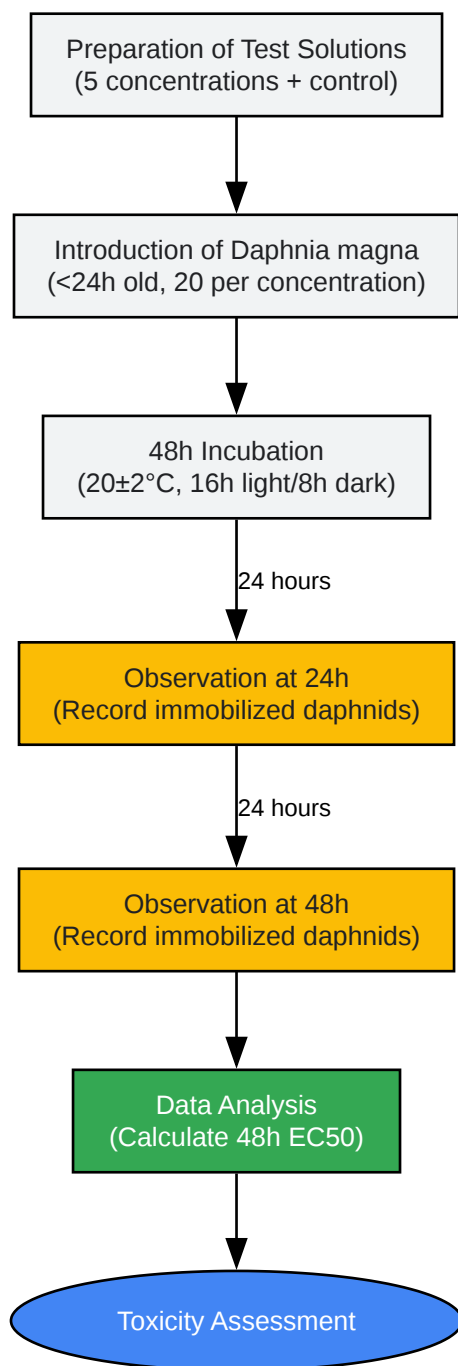 Preparation of Test Solutions
(5 concentrations + control)
Introduction of Daphnia magna
(<24h old, 20 per concentration)
48h Incubation
(20±2°C, 16h light/8h dark)
24 hours
Observation at 24h
(Record immobilized daphnids)
24 hours
Observation at 48h
(Record immobilized daphnids)
Data Analysis
(Calculate 48h EC50)
Toxicity Assessment